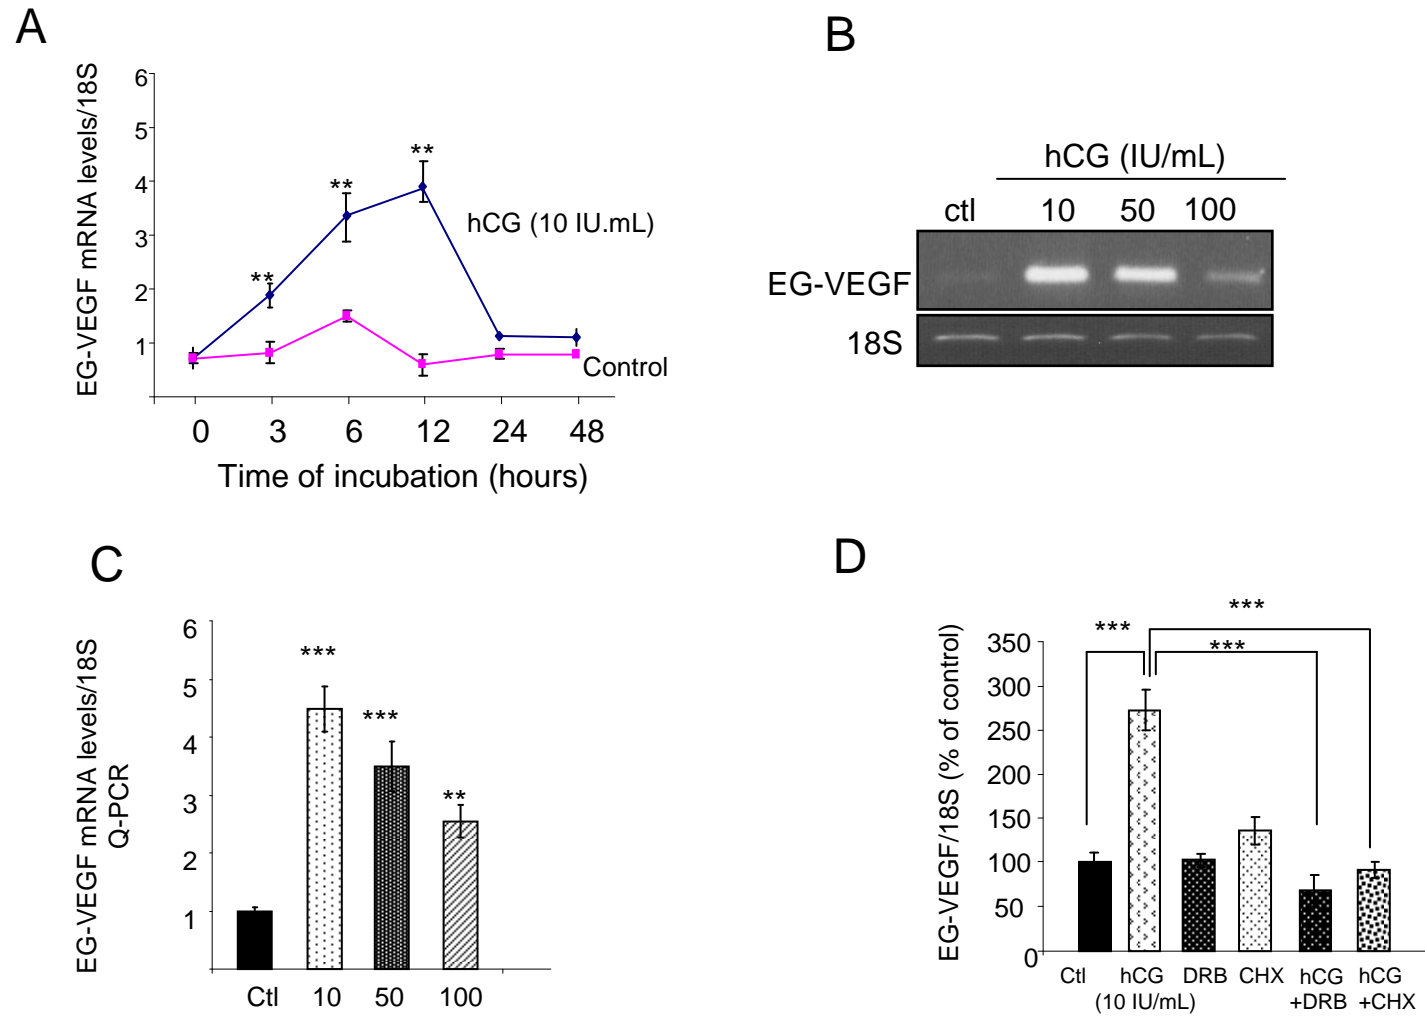 A
EG-VEGF mRNA levels/18S
6
5
4
3
2
1
**
**
**
hCG (10 IU.mL)
Control
0 3 6 12 24 48
Time of incubation (hours)
B
hCG (IU/mL)
ctl 10 50 100
EG-VEGF
18S
C
EG-VEGF mRNA levels/18S
Q-PCR
6
5
4
3
2
1
***
***
**
Ctl 10 50 100
D
EG-VEGF/18S (% of control)
350
300
250
200
150
100
50
0
***
***
***
Ctl hCG DRB CHX hCG hCG
(10 IU/mL) +DRB +CHX